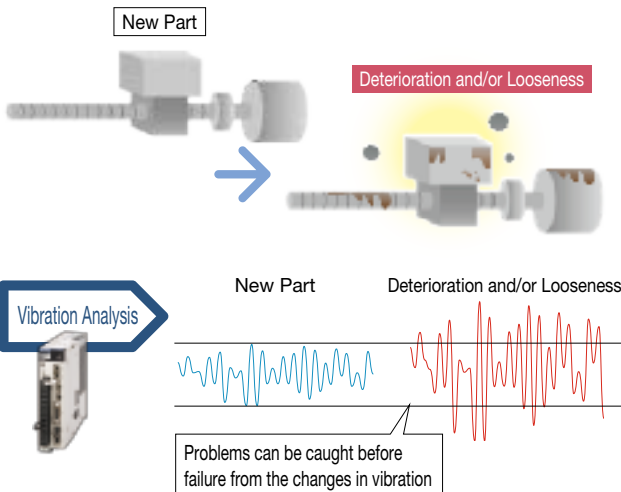 New Part
Deterioration and/or Looseness
Vibration Analysis
New Part
Deterioration and/or Looseness
Problems can be caught before
failure from the changes in vibration